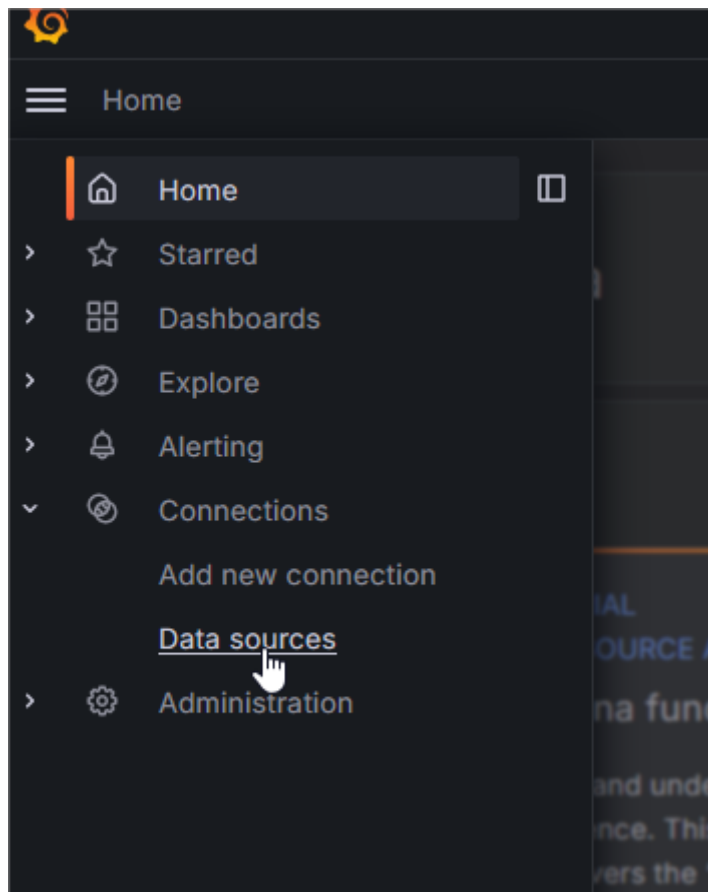 Home
Home
Starred
Dashboards
Explore
Alerting
Connections
Add new connection
Data sources
Administration